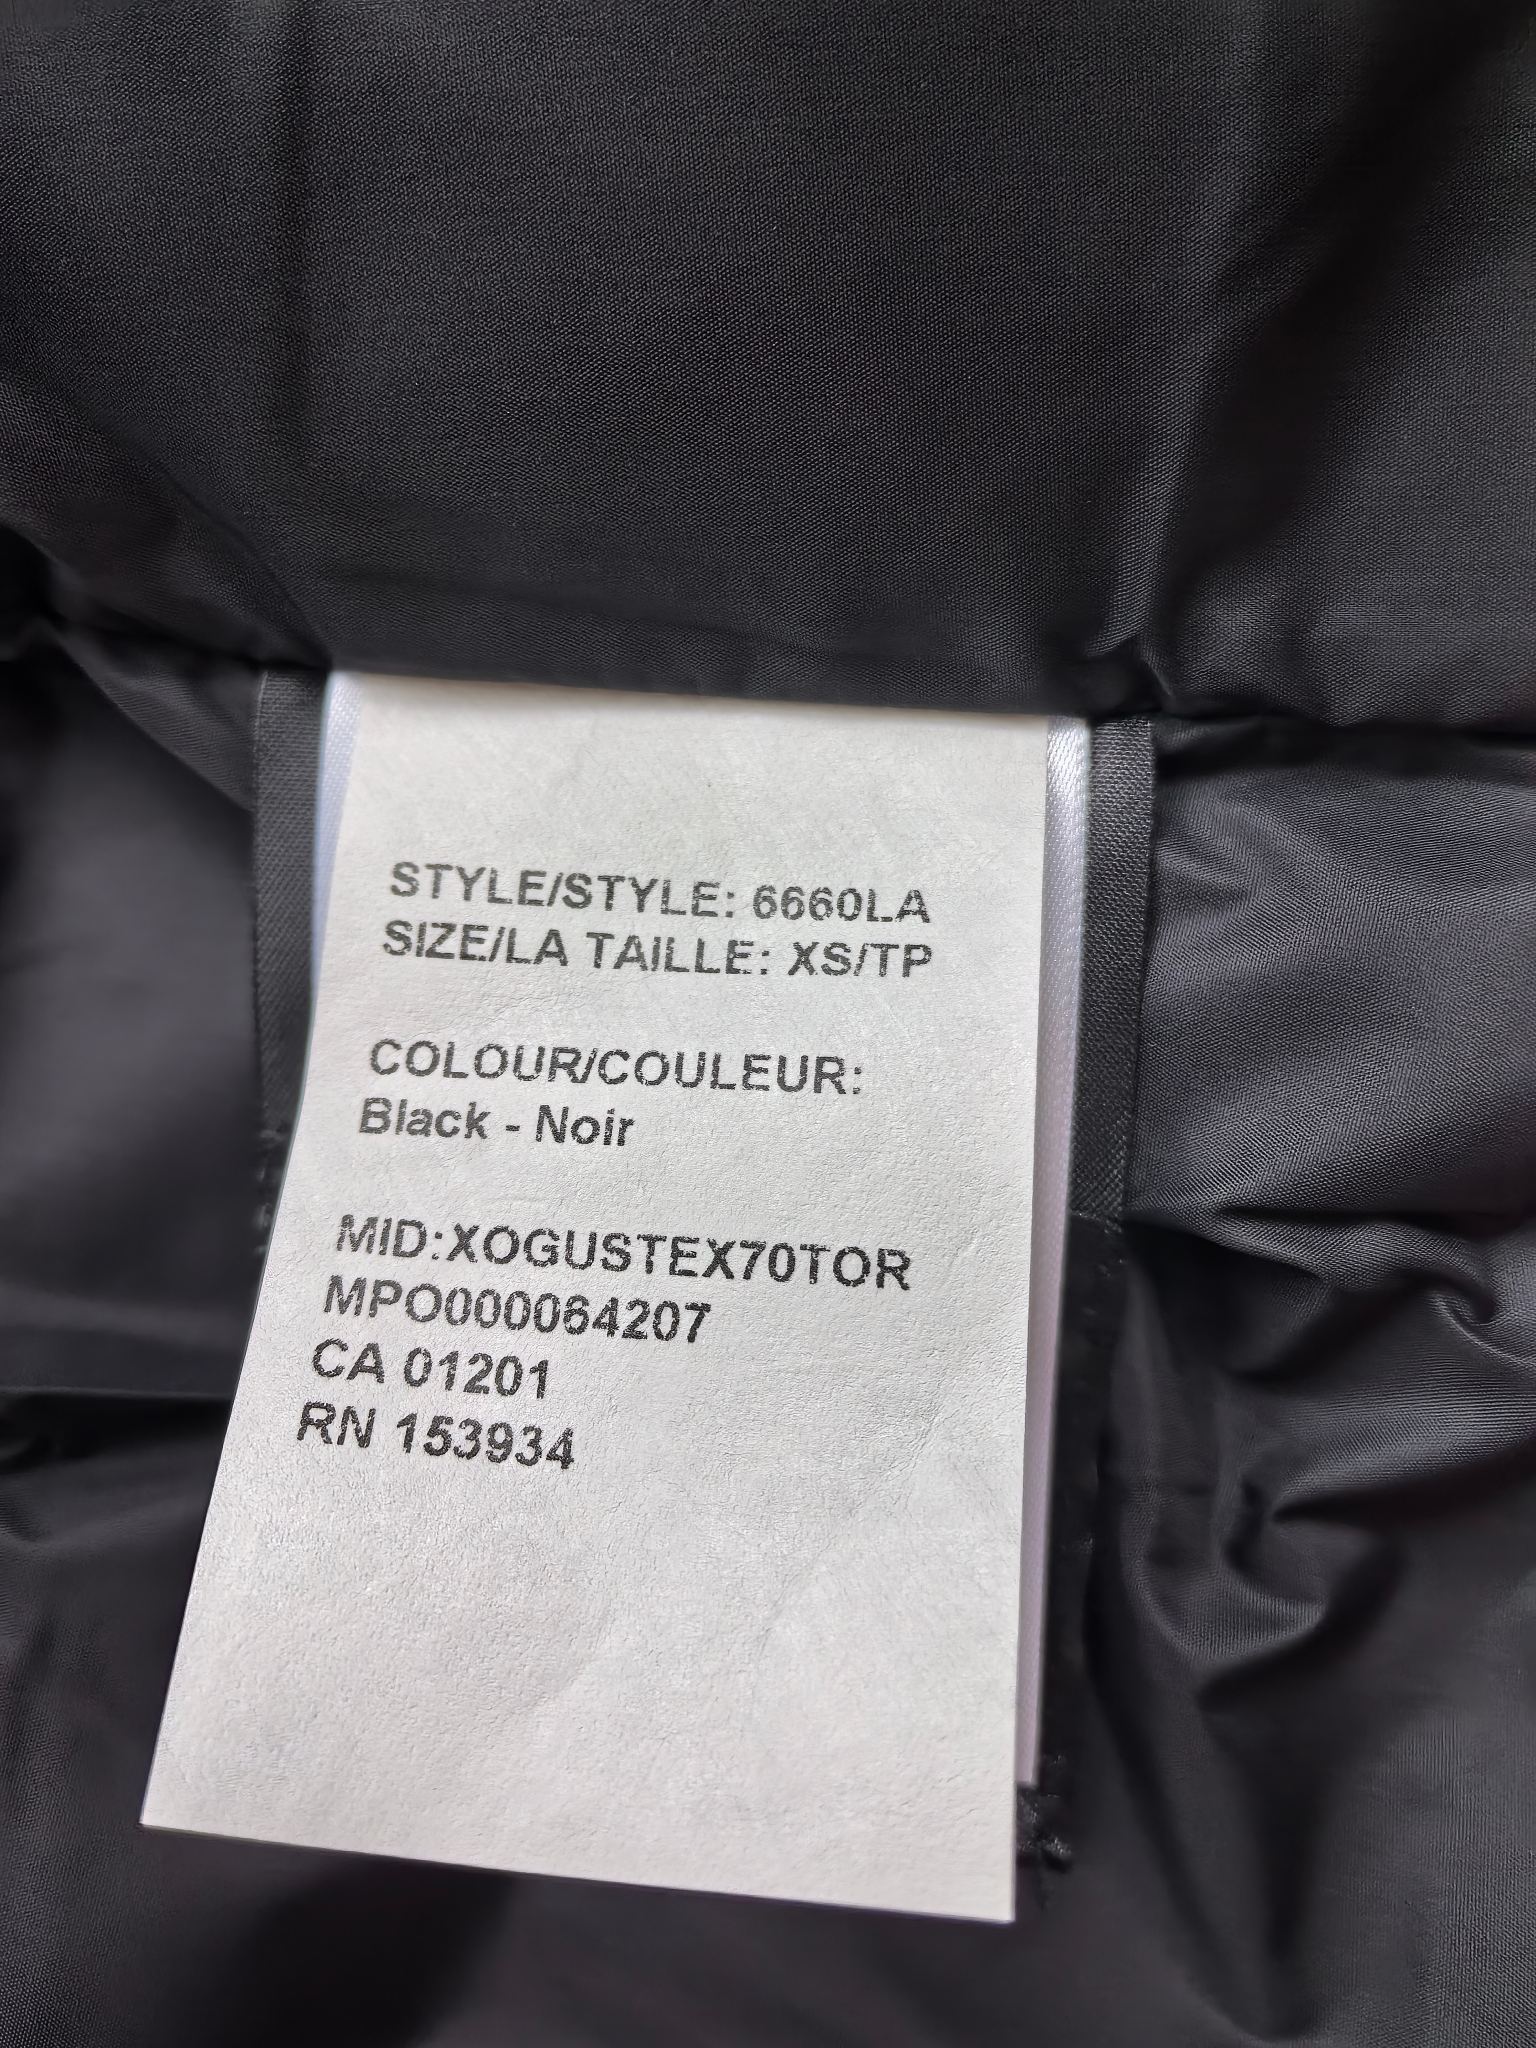 STYLE/STYLE: 6660LA
SIZE/LA TAILLE: XS/TP
COLOUR/COULEUR:
Black - Noir
MID:XOGUSTEX70TOR
MPO000064207
CA 01201
RN 153934